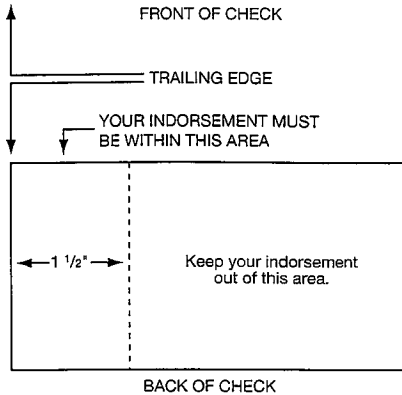 FRONT OF CHECK
TRAILING EDGE
YOUR INDORSEMENT MUST
BE WITHIN THIS AREA
1 1/2"
Keep your indorsement
out of this area.
BACK OF CHECK